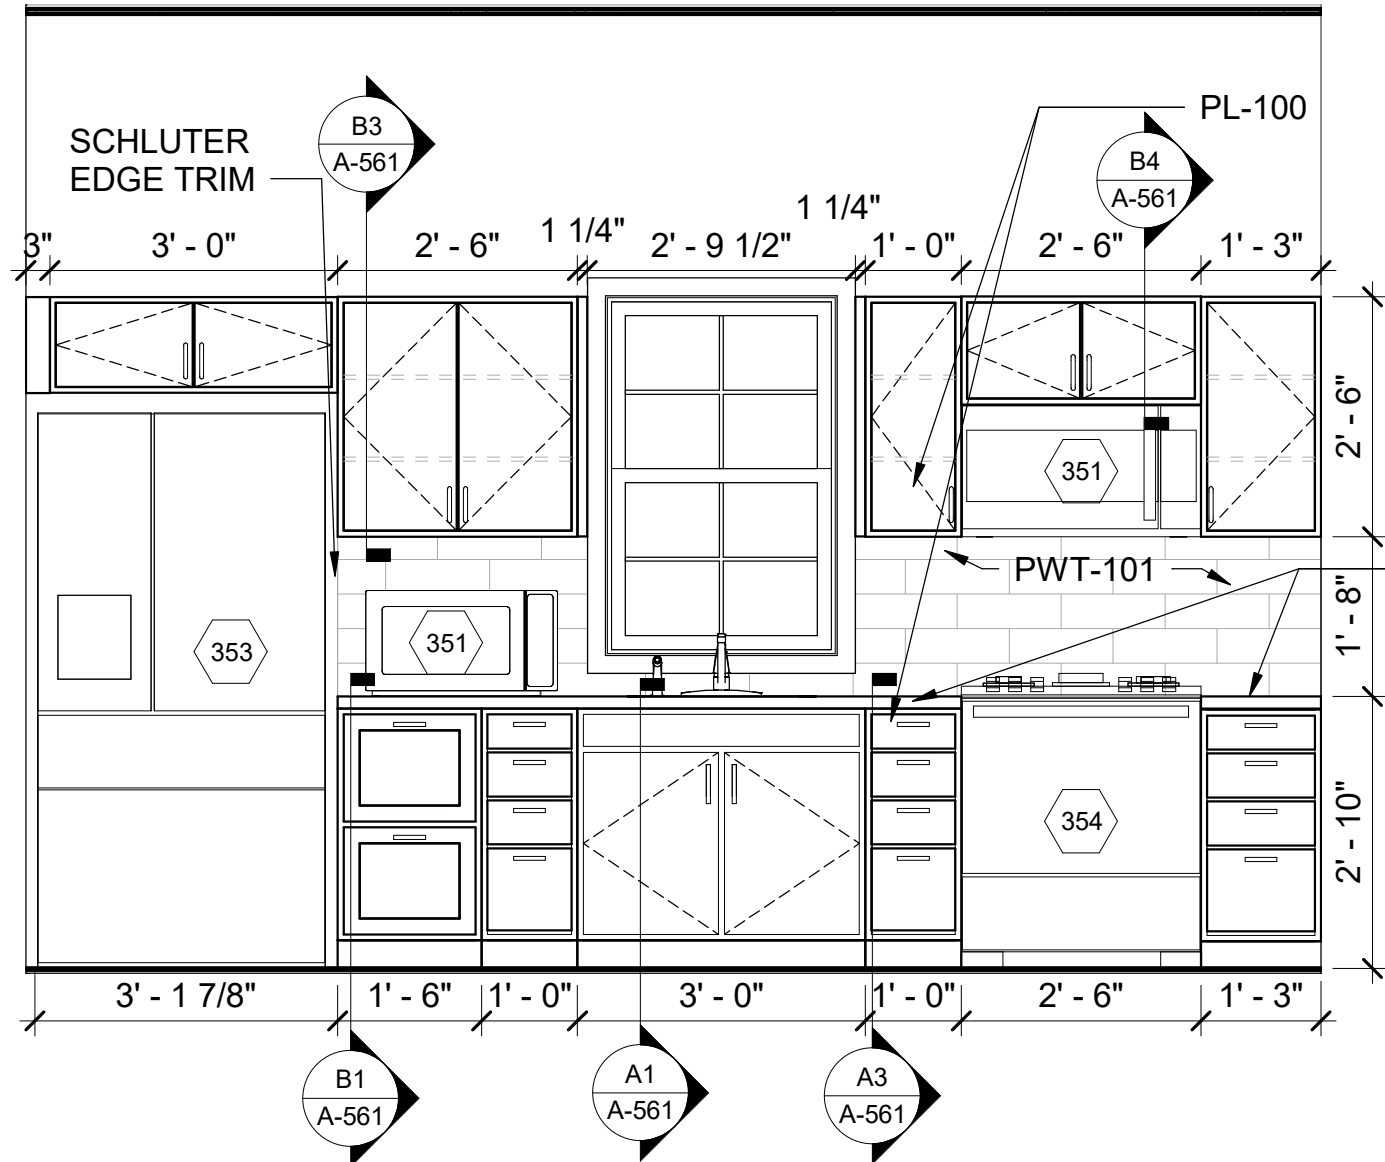 SCHLUTER
EDGE TRIM
B3
A-561
PL-100
B4
A-561
3"
3' - 0"
2' - 6"
1 1/4"
2' - 9 1/2"
1 1/4"
1' - 0"
2' - 6"
1' - 3"
2' - 6"
351
PWT-101
1' - 8"
353
351
354
2' - 10"
3' - 1 7/8"
1' - 6"
1' - 0"
3' - 0"
1' - 0"
2' - 6"
1' - 3"
B1
A-561
A1
A-561
A3
A-561